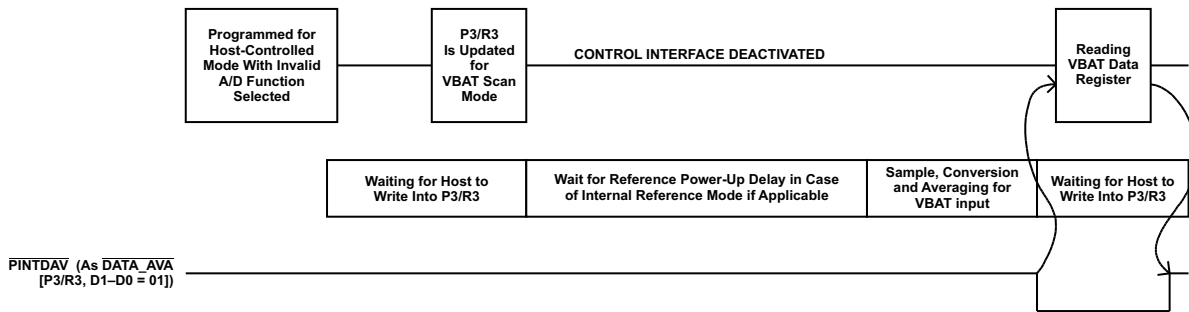 Programmed for
Host-Controlled
Mode With Invalid
A/D Function
Selected
P3/R3
Is Updated
for
VBAT Scan
Mode
CONTROL INTERFACE DEACTIVATED
Reading
VBAT Data
Register
Waiting for Host to
Write Into P3/R3
Wait for Reference Power-Up Delay in Case
of Internal Reference Mode if Applicable
Sample, Conversion
and Averaging for
VBAT input
Waiting for Host to
Write Into P3/R3
PINTDAV (As DATA_AVA
[P3/R3, D1–D0 = 01])